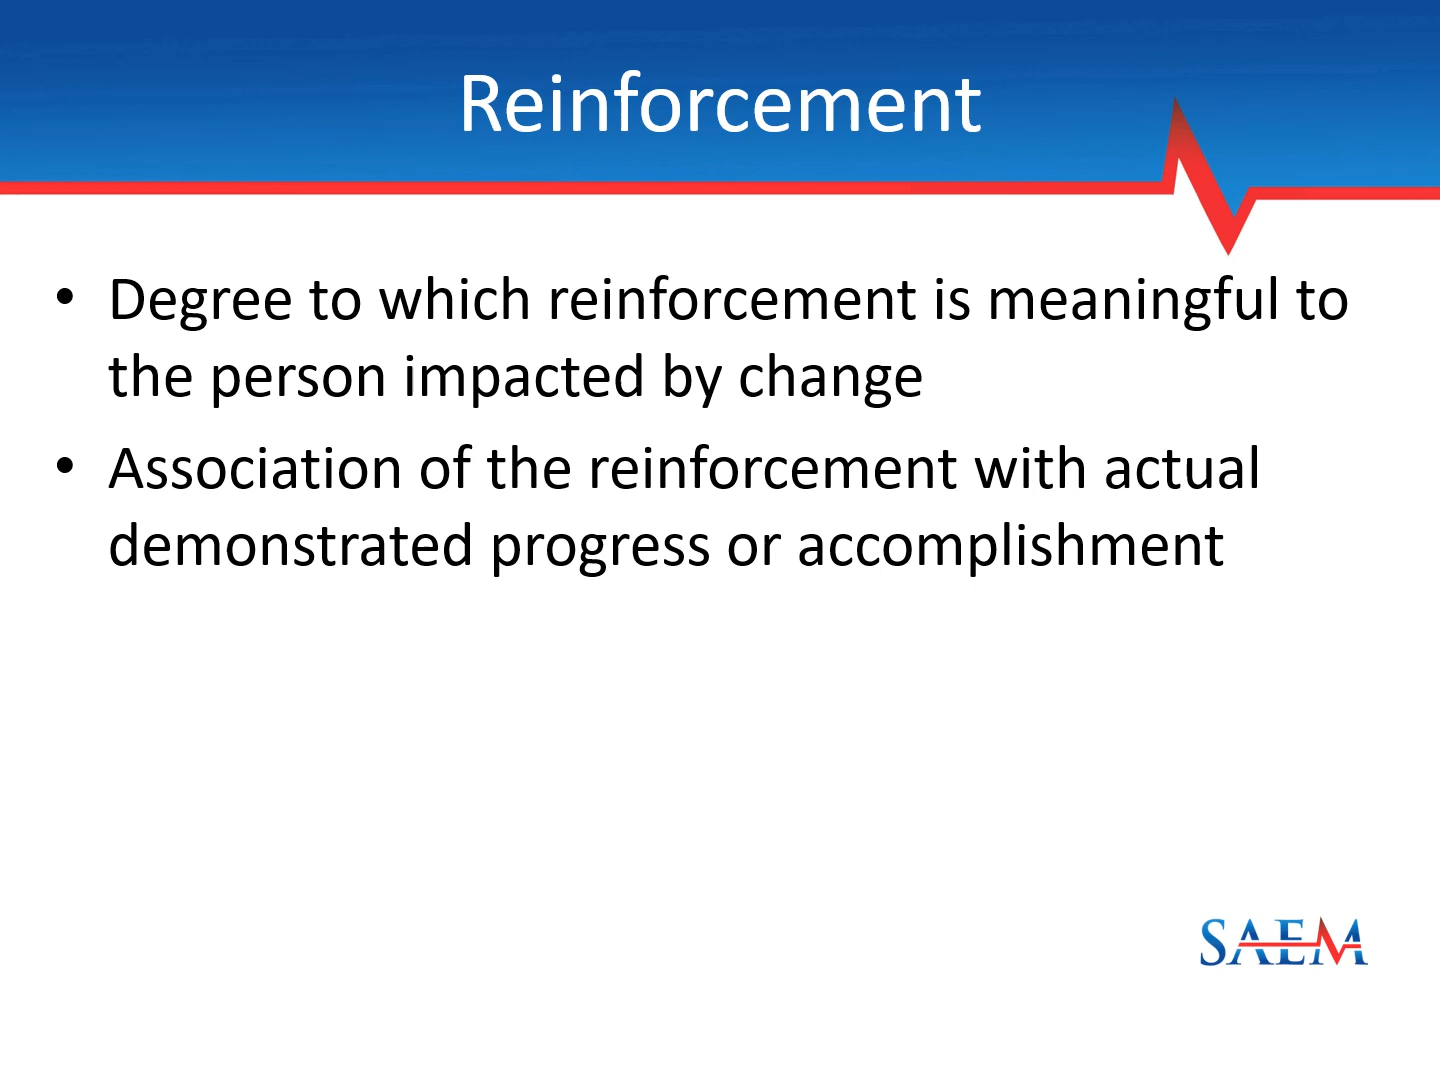 Reinforcement
• Degree to which reinforcement is meaningful to
the person impacted by change
• Association of the reinforcement with actual
demonstrated progress or accomplishment
SAEM